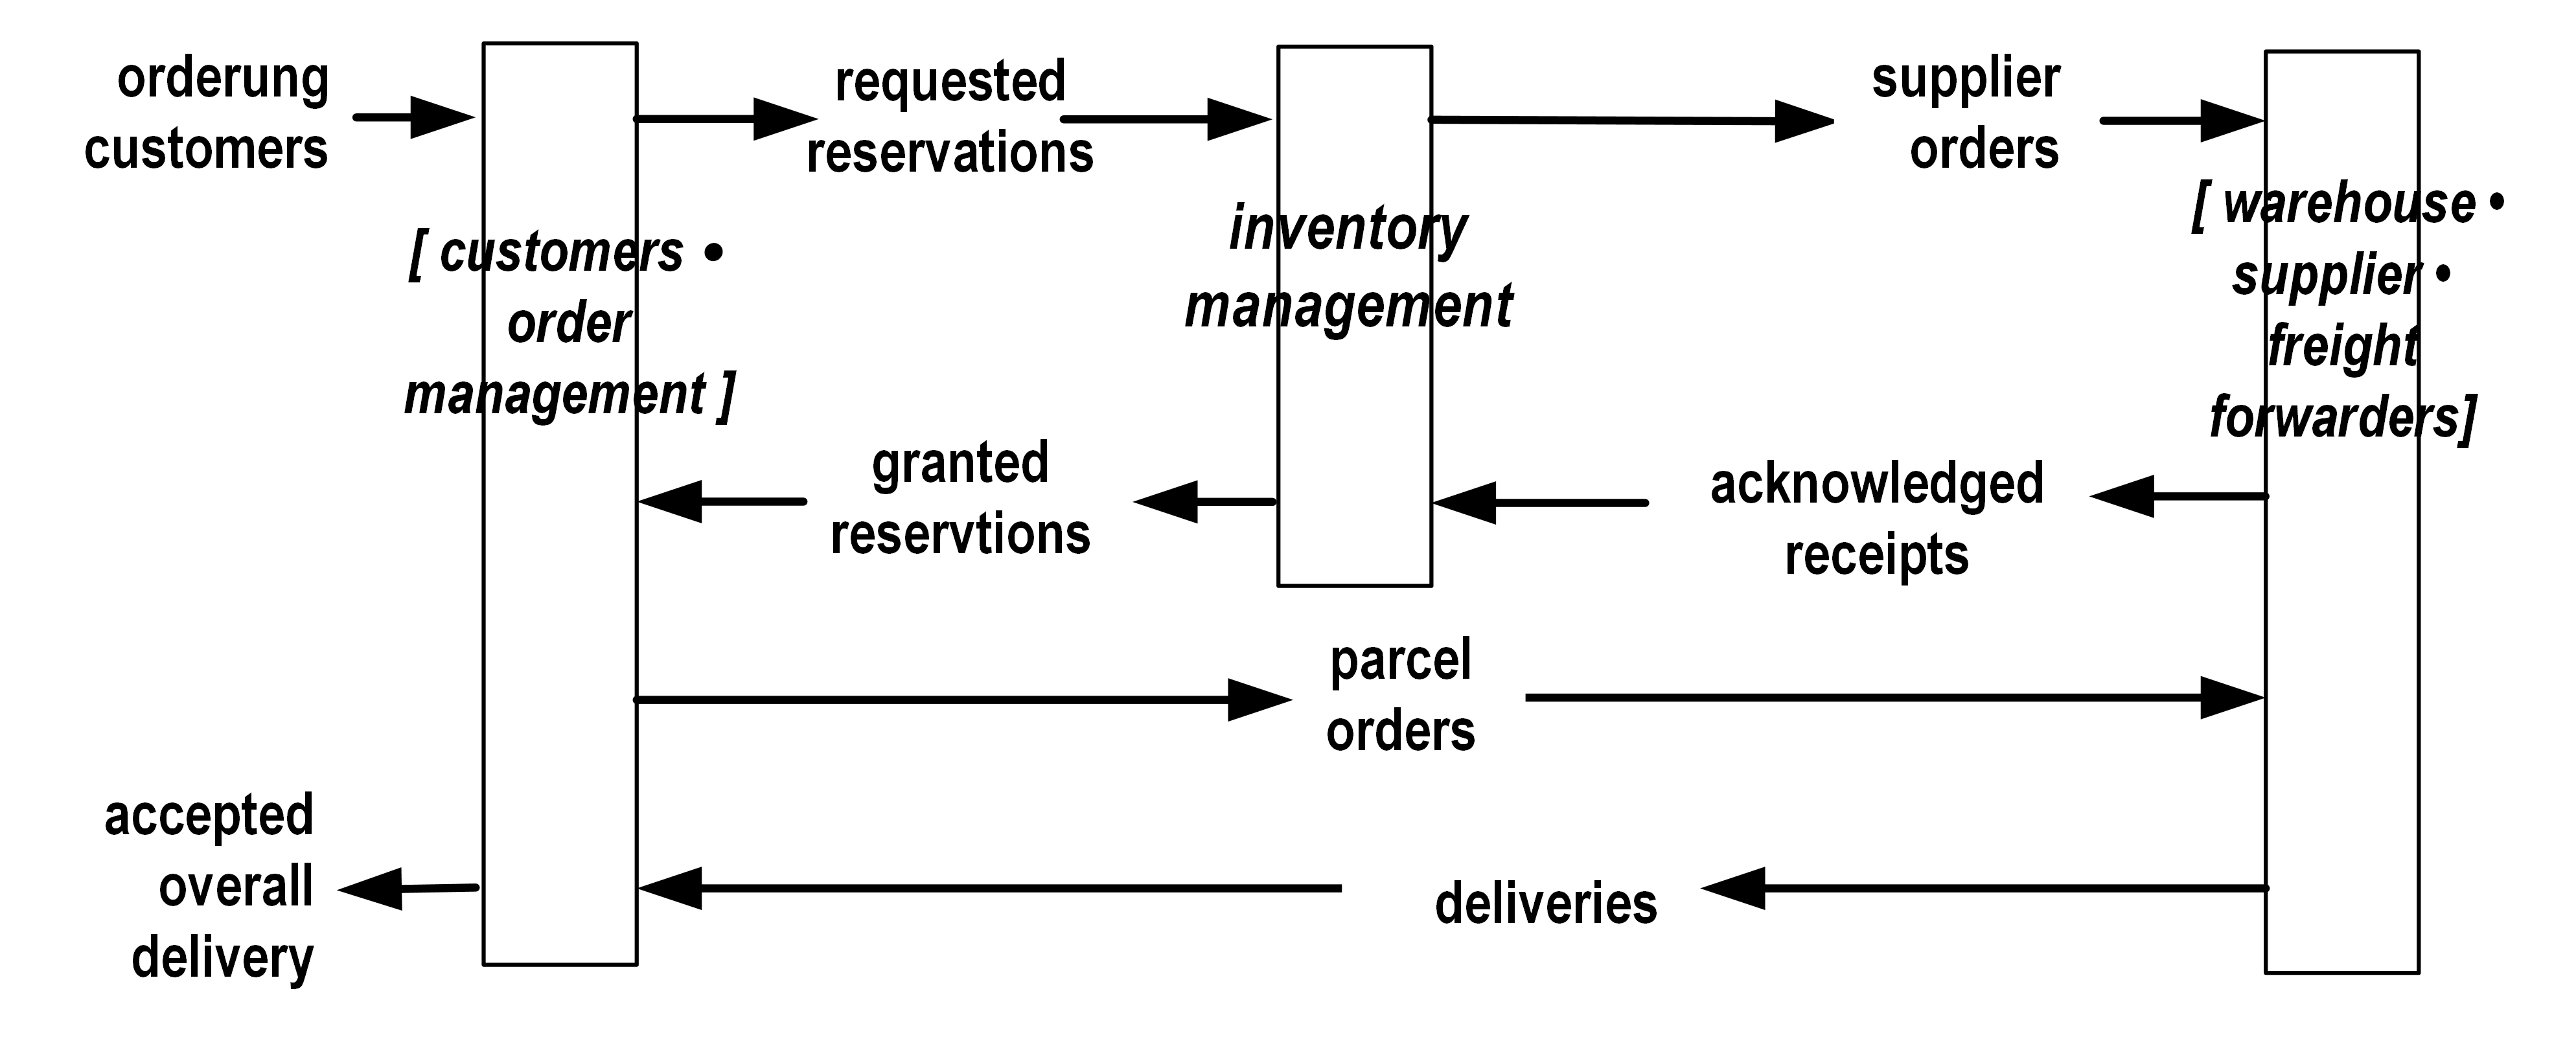 orderung
customers
requested
reservations
supplier
orders
[ customers •
order
management ]
inventory
management
[ warehouse •
supplier •
freight
forwarders]
granted
reservtions
acknowledged
receipts
parcel
orders
accepted
overall
delivery
deliveries